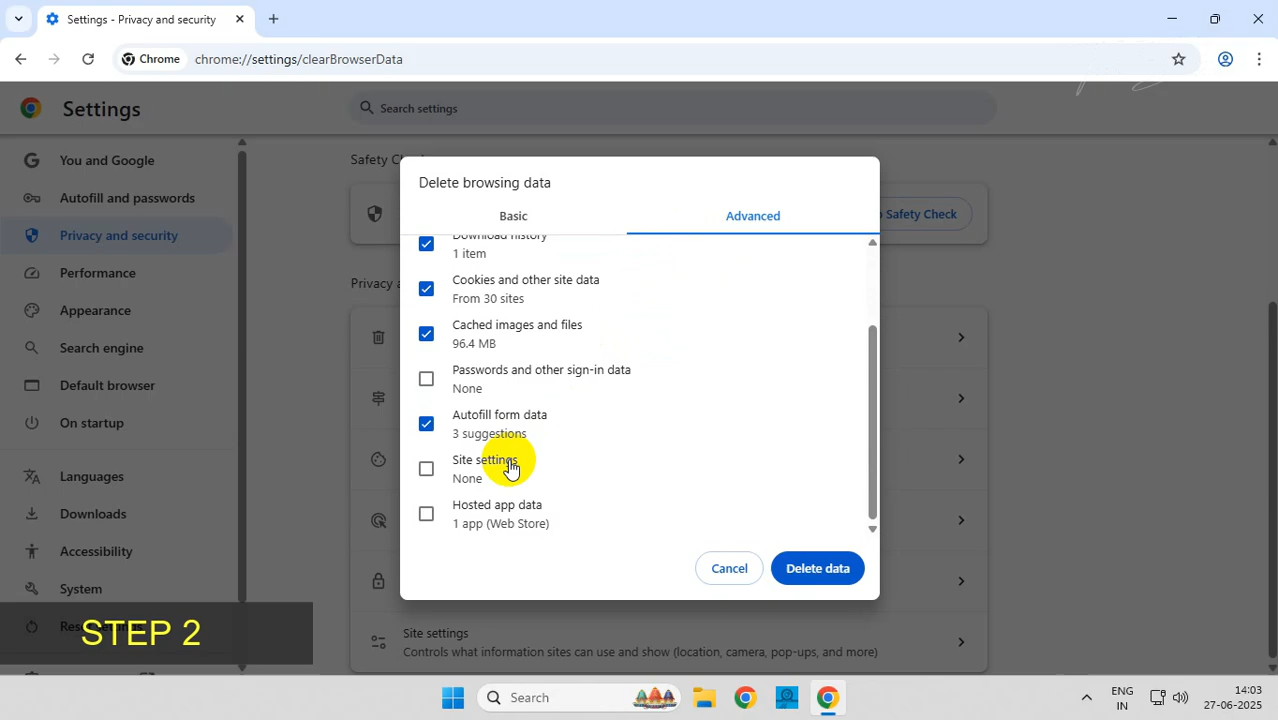 Settings - Privacy and security
Chrome
chrome://settings/clearBrowserData
Settings
Search settings
You and Google
Autofill and passwords
Privacy and security
Performance
Appearance
Search engine
Default browser
On startup
Languages
Downloads
Accessibility
System
Safety
Safety Check
Privacy
Delete browsing data
Basic
Advanced
Download history
1 item
Cookies and other site data
From 30 sites
Cached images and files
96.4 MB
Passwords and other sign-in data
None
Autofill form data
3 suggestions
Site settings
None
Hosted app data
1 app (Web Store)
Cancel
Delete data
Site settings
Controls what information sites can use and show (location, camera, pop-ups, and more)
STEP 2
Search
ENG
IN
14:03
27-06-2025